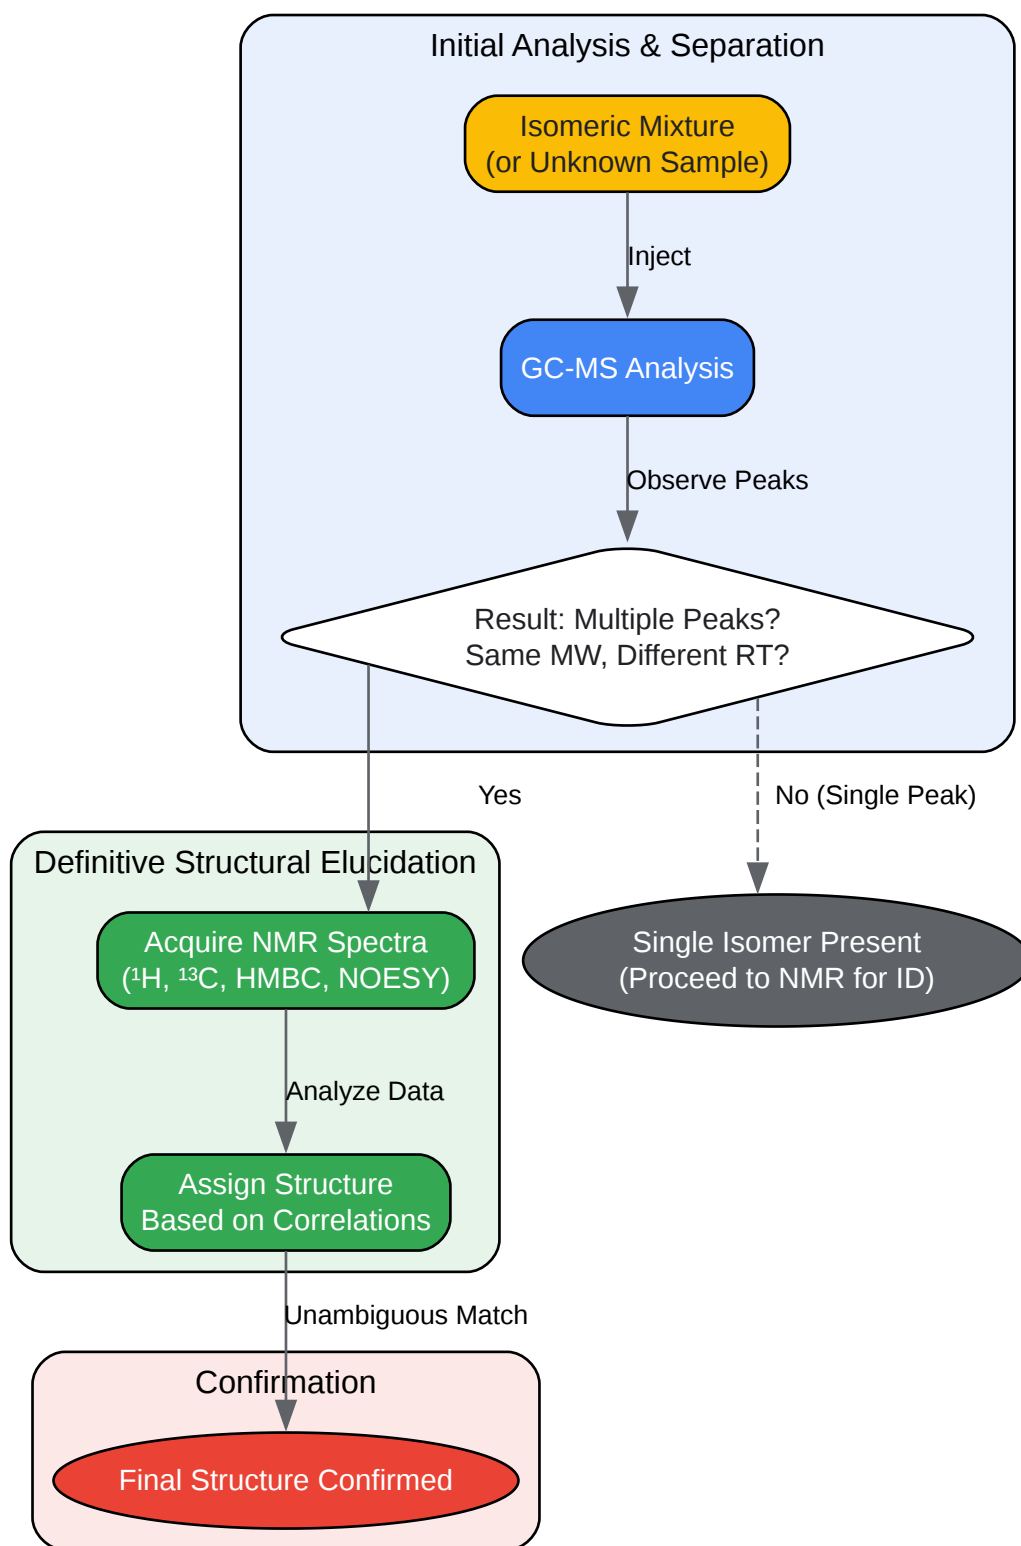 Initial Analysis & Separation
Isomeric Mixture
(or Unknown Sample)
Inject
GC-MS Analysis
Observe Peaks
Result: Multiple Peaks?
Same MW, Different RT?
Yes
No (Single Peak)
Definitive Structural Elucidation
Acquire NMR Spectra
(¹H, ¹³C, HMBC, NOESY)
Single Isomer Present
(Proceed to NMR for ID)
Analyze Data
Assign Structure
Based on Correlations
Unambiguous Match
Confirmation
Final Structure Confirmed